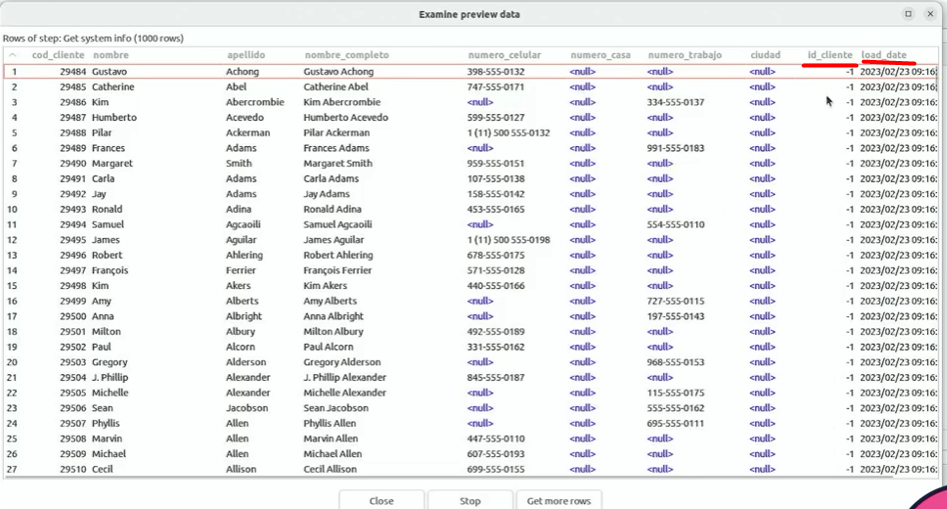 Examine preview data
Rows of step: Get system info (1000 rows)
cod_cliente nombre apellido nombre_completo numero_celular numero_casa numero_trabajo ciudad id_cliente load_date
1 29484 Gustavo Achong Gustavo Achong 398-555-0132 <null> <null> <null> -1 2023/02/23 09:16:
2 29485 Catherine Abel Catherine Abel 747-555-0171 <null> <null> <null> -1 2023/02/23 09:16:
3 29486 Kim Abercrombie Kim Abercrombie <null> <null> 334-555-0137 <null> -1 2023/02/23 09:16:
4 29487 Humberto Acevedo Humberto Acevedo 599-555-0127 <null> <null> <null> -1 2023/02/23 09:16:
5 29488 Pilar Ackerman Pilar Ackerman 1 (11) 500 555-0132 <null> <null> <null> -1 2023/02/23 09:16:
6 29489 Frances Adams Frances Adams <null> <null> 991-555-0183 <null> -1 2023/02/23 09:16:
7 29490 Margaret Smith Margaret Smith 959-555-0151 <null> <null> <null> -1 2023/02/23 09:16:
8 29491 Carla Adams Carla Adams 107-555-0138 <null> <null> <null> -1 2023/02/23 09:16:
9 29492 Jay Adams Jay Adams 158-555-0142 <null> <null> <null> -1 2023/02/23 09:16:
10 29493 Ronald Adina Ronald Adina 453-555-0165 <null> <null> <null> -1 2023/02/23 09:16:
11 29494 Samuel Agcaoili Samuel Agcaoili <null> <null> 554-555-0110 <null> -1 2023/02/23 09:16:
12 29495 James Aguilar James Aguilar 1 (11) 500 555-0198 <null> <null> <null> -1 2023/02/23 09:16:
13 29496 Robert Ahlering Robert Ahlering 678-555-0175 <null> <null> <null> -1 2023/02/23 09:16:
14 29497 François Ferrier François Ferrier 571-555-0128 <null> <null> <null> -1 2023/02/23 09:16:
15 29498 Kim Akers Kim Akers 440-555-0166 <null> <null> <null> -1 2023/02/23 09:16:
16 29499 Amy Alberts Amy Alberts <null> <null> 727-555-0115 <null> -1 2023/02/23 09:16:
17 29500 Anna Albright Anna Albright <null> <null> 197-555-0143 <null> -1 2023/02/23 09:16:
18 29501 Milton Albury Milton Albury 492-555-0189 <null> <null> <null> -1 2023/02/23 09:16:
19 29502 Paul Alcorn Paul Alcorn 331-555-0162 <null> <null> <null> -1 2023/02/23 09:16:
20 29503 Gregory Alderson Gregory Alderson <null> <null> 968-555-0153 <null> -1 2023/02/23 09:16:
21 29504 J. Phillip Alexander J. Phillip Alexander 845-555-0187 <null> <null> <null> -1 2023/02/23 09:16:
22 29505 Michelle Alexander Michelle Alexander <null> <null> 115-555-0175 <null> -1 2023/02/23 09:16:
23 29506 Sean Jacobson Sean Jacobson <null> <null> 555-555-0162 <null> -1 2023/02/23 09:16:
24 29507 Phyllis Allen Phyllis Allen <null> <null> 695-555-0111 <null> -1 2023/02/23 09:16:
25 29508 Marvin Allen Marvin Allen 447-555-0110 <null> <null> <null> -1 2023/02/23 09:16:
26 29509 Michael Allen Michael Allen 607-555-0193 <null> <null> <null> -1 2023/02/23 09:16:
27 29510 Cecil Allison Cecil Allison 699-555-0155 <null> <null> <null> -1 2023/02/23 09:16:
Close Stop Get more rows